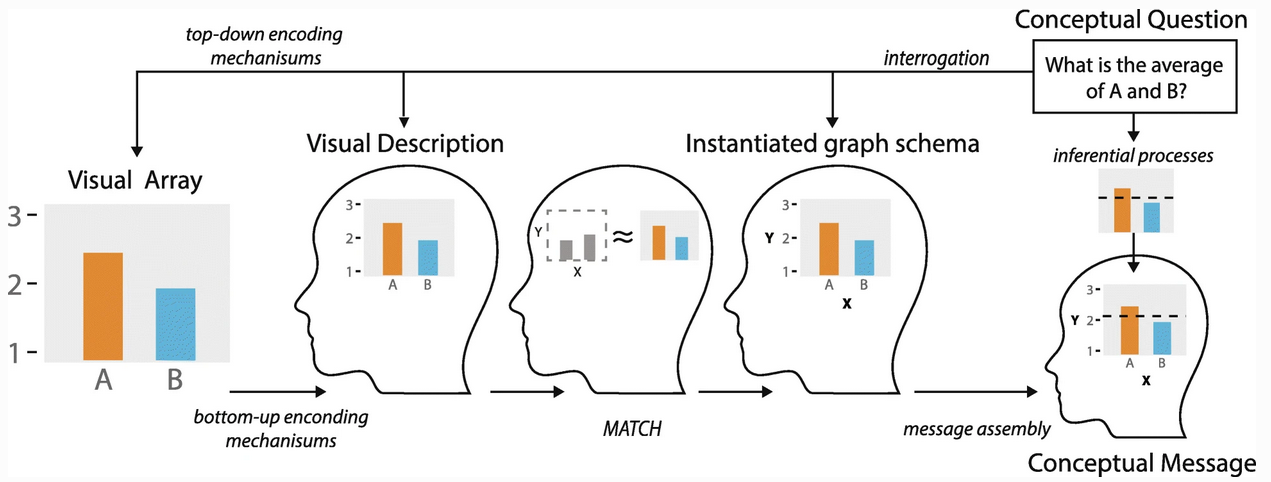 Conceptual Question
top-down encoding
mechanisums
interrogation
What is the average
of A and B?
Visual Description
Instantiated graph schema
inferential processes
Visual Array
3
2
1
A B
3
2
1
A B
Y
X
≈
3
2
1
Y
A B
X
3
2
1
Y
A B
X
bottom-up enconding
mechanisums
MATCH
message assembly
Conceptual Message